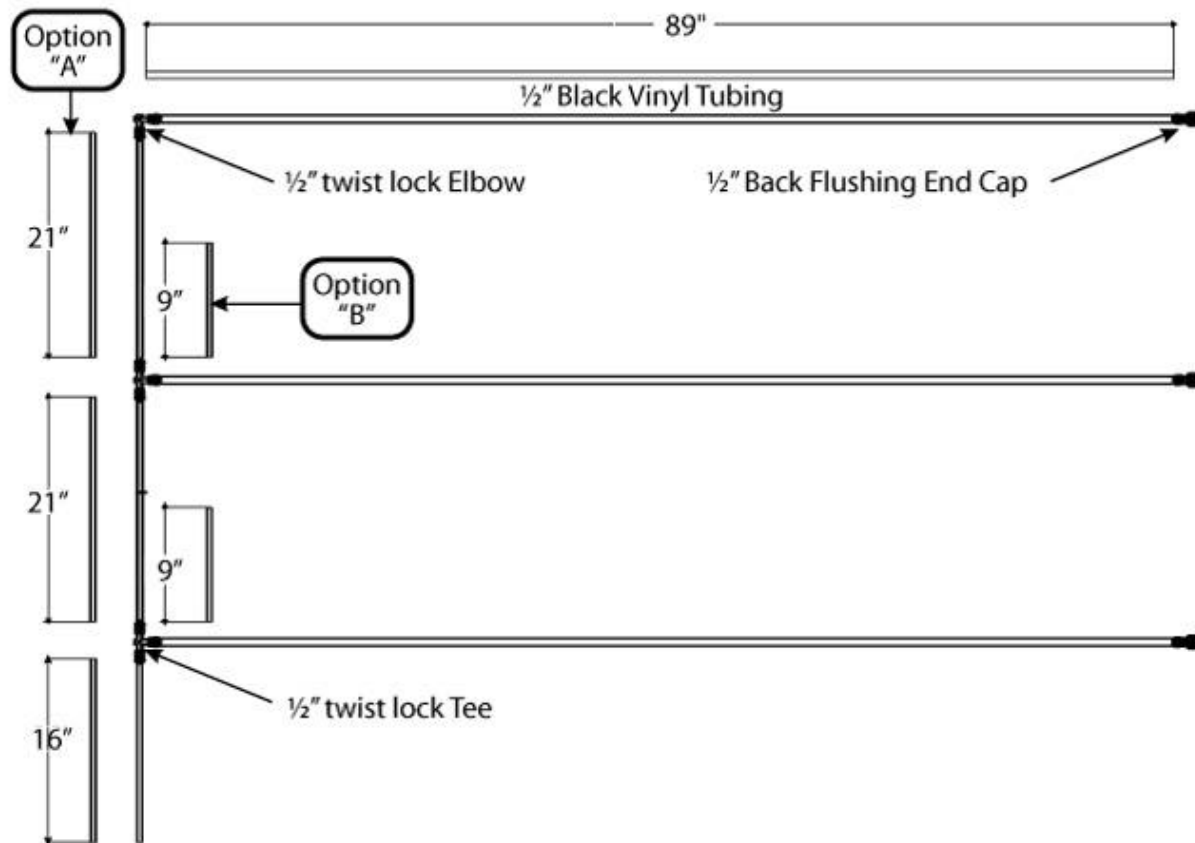 Option
"A"
89"
½" Black Vinyl Tubing
½" twist lock Elbow
½" Back Flushing End Cap
21"
9"
Option
"B"
21"
9"
½" twist lock Tee
16"